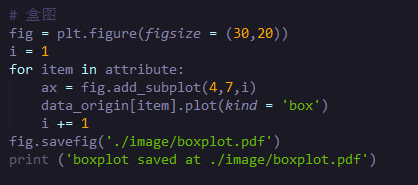 # 盒图
fig = plt.figure(figsize = (30,20))
i = 1
for item in attribute:
    ax = fig.add_subplot(4,7,i)
    data_origin[item].plot(kind = 'box')
    i += 1
fig.savefig('./image/boxplot.pdf')
print ('boxplot saved at ./image/boxplot.pdf')